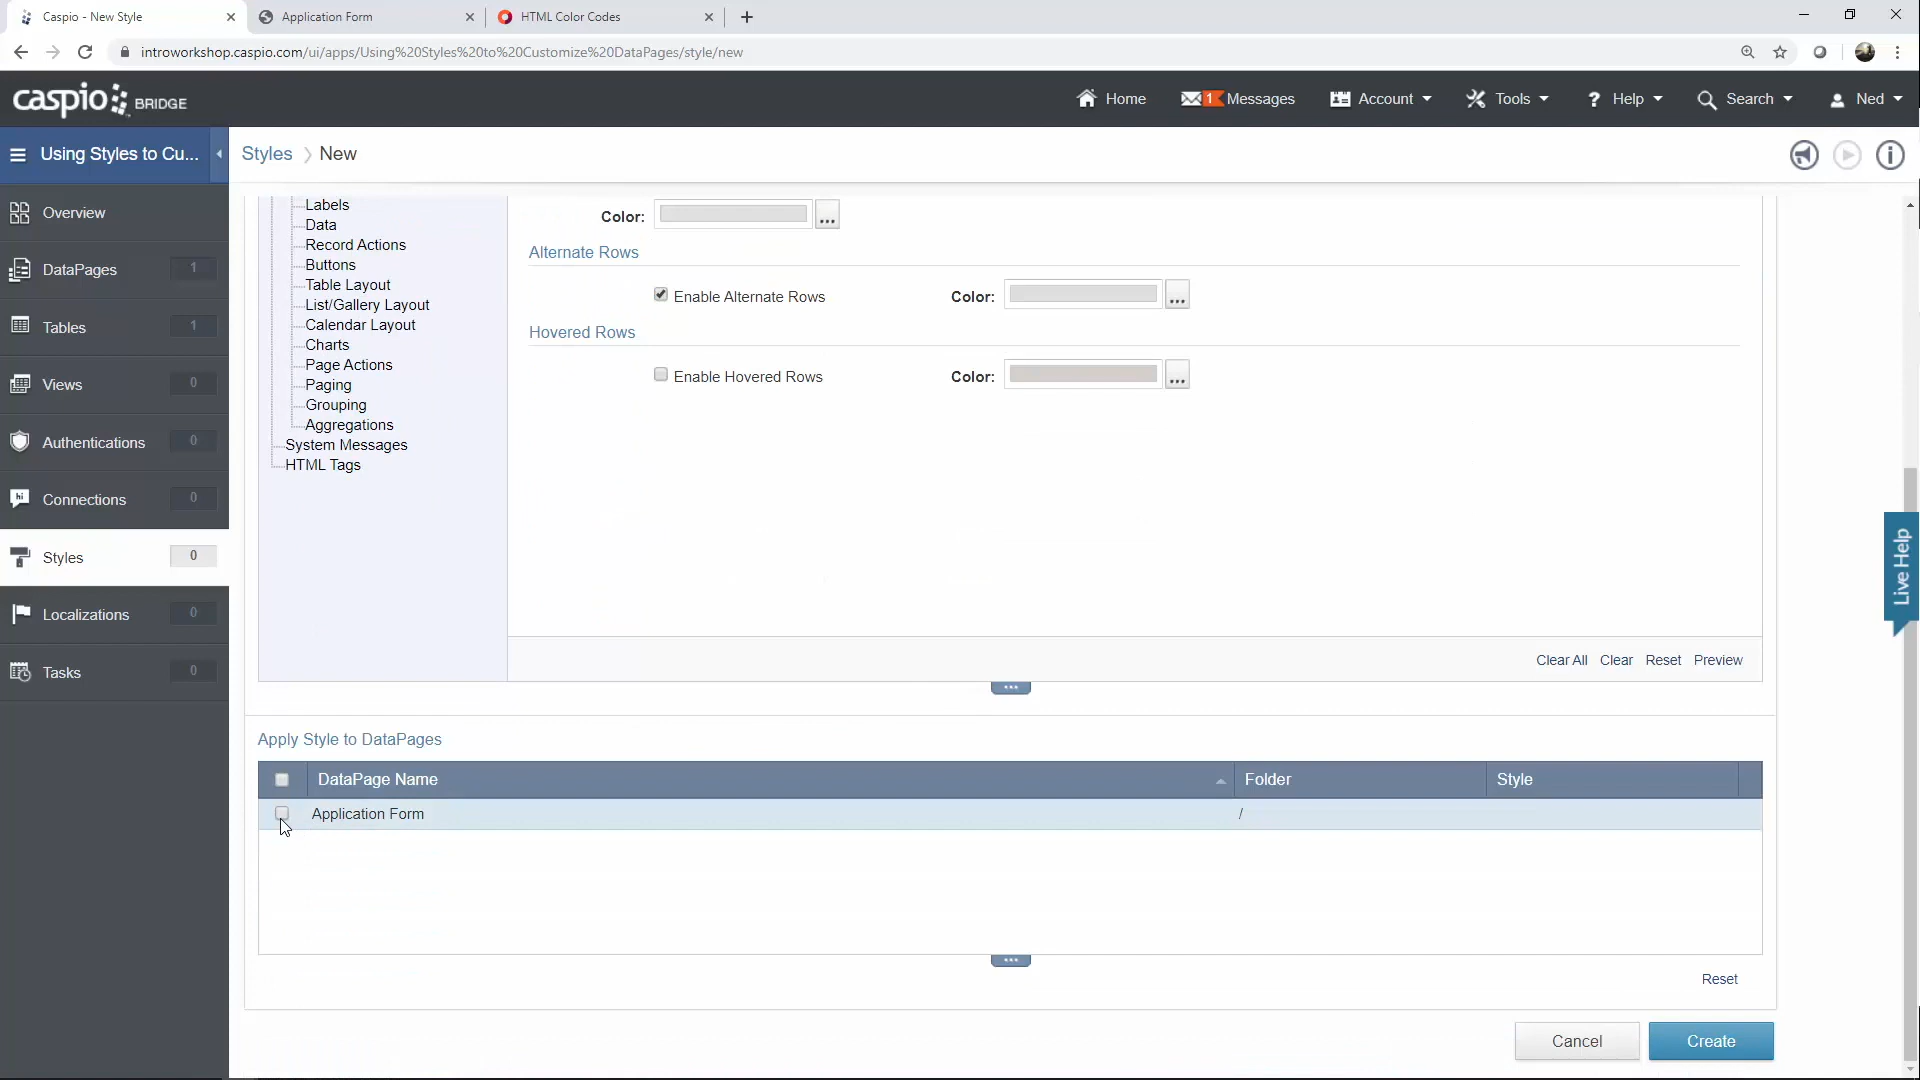 Caspio - New Style
Application Form
HTML Color Codes
introworkshop.caspio.com/ui/apps/Using%20Styles%20to%20Customize%20DataPages/style/new
caspio BRIDGE
Home
1
Messages
Account
Tools
? Help
Search
Ned
Using Styles to Cu...
Styles
New
Overview
DataPages 1
Tables 1
Views 0
Authentications 0
hi Connections 0
Styles 0
Localizations 0
Tasks 0
Labels
Data
Record Actions
Buttons
Table Layout
List/Gallery Layout
Calendar Layout
Charts
Page Actions
Paging
Grouping
Aggregations
System Messages
HTML Tags
Color: ...
Alternate Rows
Enable Alternate Rows Color: ...
Hovered Rows
Enable Hovered Rows Color: ...
Clear All Clear Reset Preview
Live Help
Apply Style to DataPages
DataPage Name Folder Style
Application Form /
Reset
Cancel Create